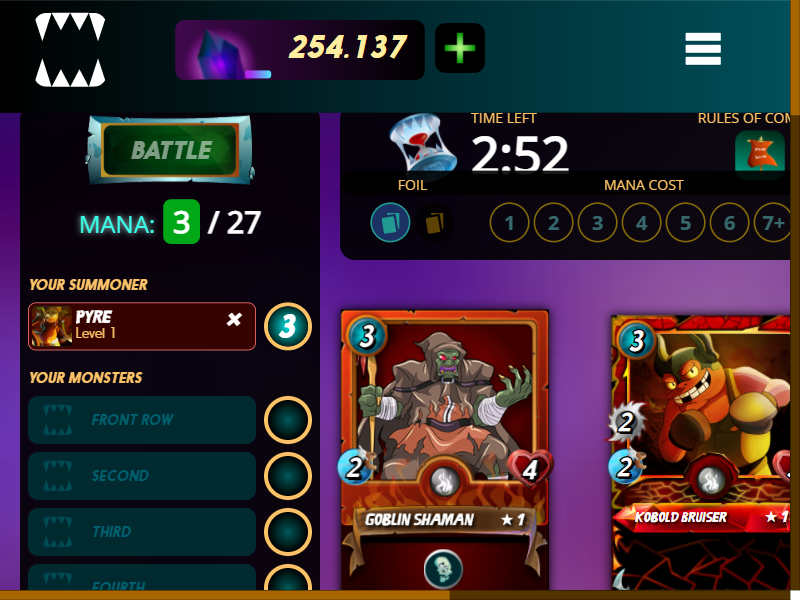 254.137
BATTLE
MANA: 3 / 27
YOUR SUMMONER
PYRE
Level 1
3
YOUR MONSTERS
FRONT ROW
SECOND
THIRD
FOURTH
TIME LEFT
2:52
RULES OF COM
FOIL
MANA COST
1 2 3 4 5 6 7+
3
2
4
GOBLIN SHAMAN ★ 1
3
2
2
KOBOLD BRUISER ★ 1